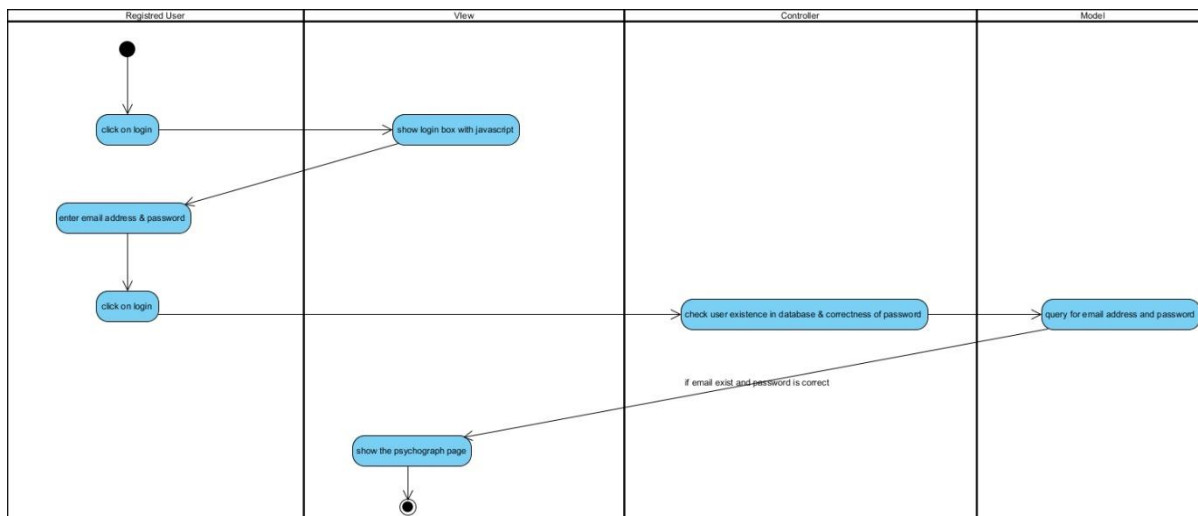 Registred User
VIew
Controller
Model
click on login
show login box with javascript
enter email address & password
click on login
check user existence in database & correctness of password
query for email address and password
if email exist and password is correct
show the psychograph page